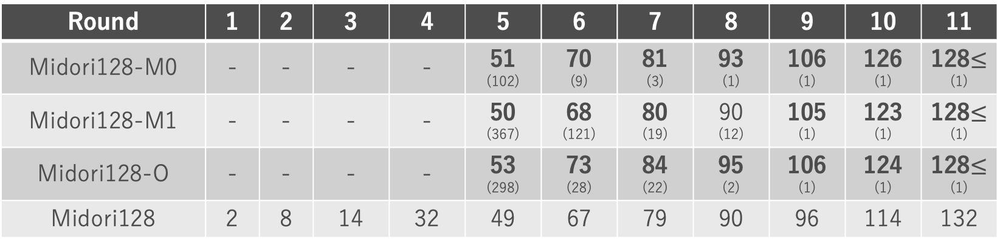 Round 1 2 3 4 5 6 7 8 9 10 11
Midori128-M0 - - - - 51 70 81 93 106 126 128≤
(102) (9) (3) (1) (1) (1) (1)
Midori128-M1 - - - - 50 68 80 90 105 123 128≤
(367) (121) (19) (12) (1) (1) (1)
Midori128-O - - - - 53 73 84 95 106 124 128≤
(298) (28) (22) (2) (1) (1) (1)
Midori128 2 8 14 32 49 67 79 90 96 114 132